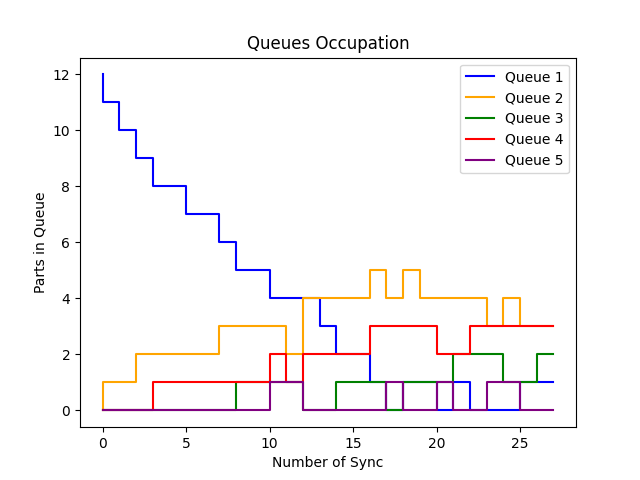 Queues Occupation
Parts in Queue
12
10
8
6
4
2
0
Queue 1
Queue 2
Queue 3
Queue 4
Queue 5
0 5 10 15 20 25
Number of Sync